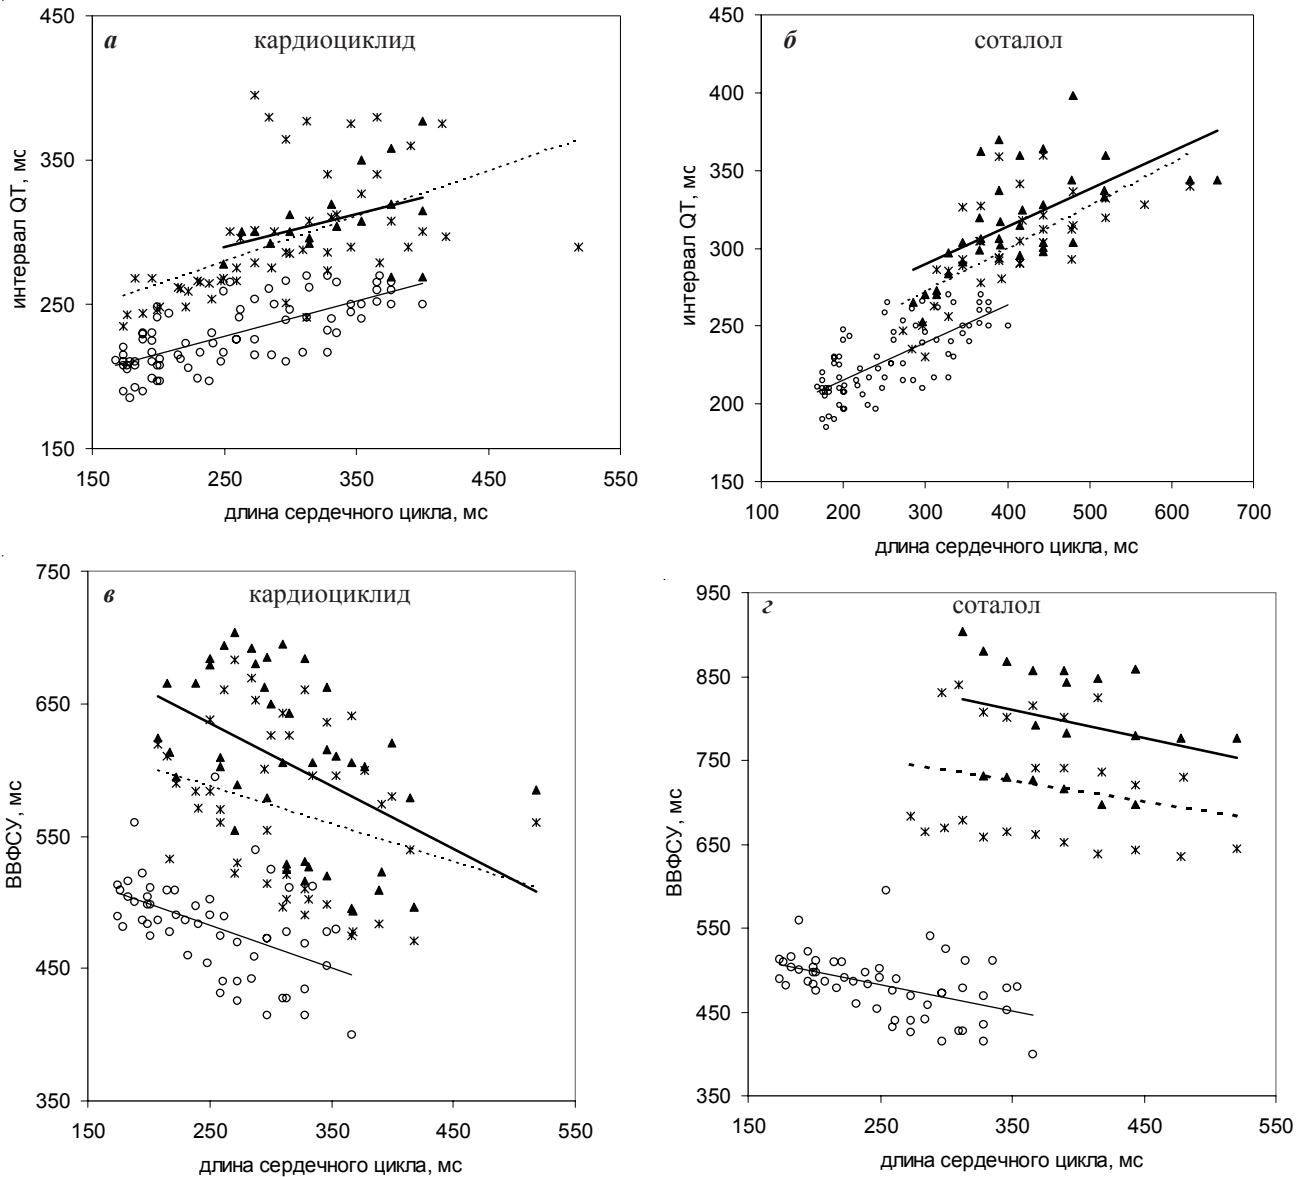 а кардиоциклид
интервал QT, мс
450
350
250
150
150 250 350 450 550
длина сердечного цикла, мс
б соталол
интервал QT, мс
450
400
350
300
250
200
150
100 200 300 400 500 600 700
длина сердечного цикла, мс
в кардиоциклид
ВВФСУ, мс
750
650
550
450
350
150 250 350 450 550
длина сердечного цикла, мс
г соталол
ВВФСУ, мс
950
850
750
650
550
450
350
150 250 350 450 550
длина сердечного цикла, мс